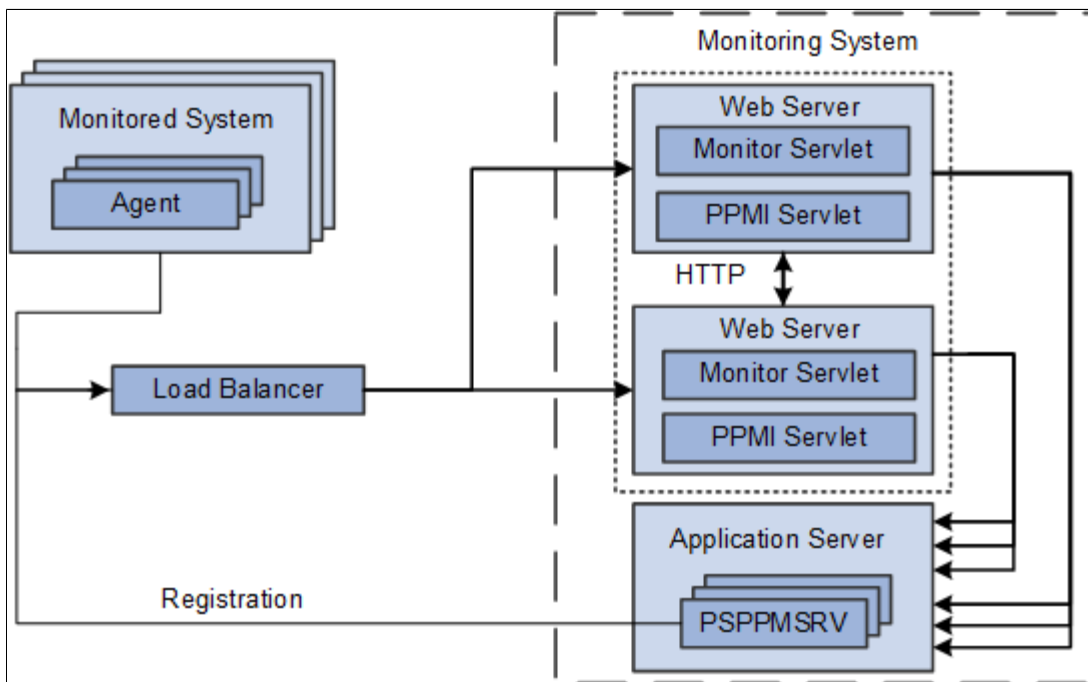 Monitoring System
Monitored System
Agent
Web Server
Monitor Servlet
PPMI Servlet
HTTP
Web Server
Monitor Servlet
PPMI Servlet
Load Balancer
Application Server
PSPPMSRV
Registration